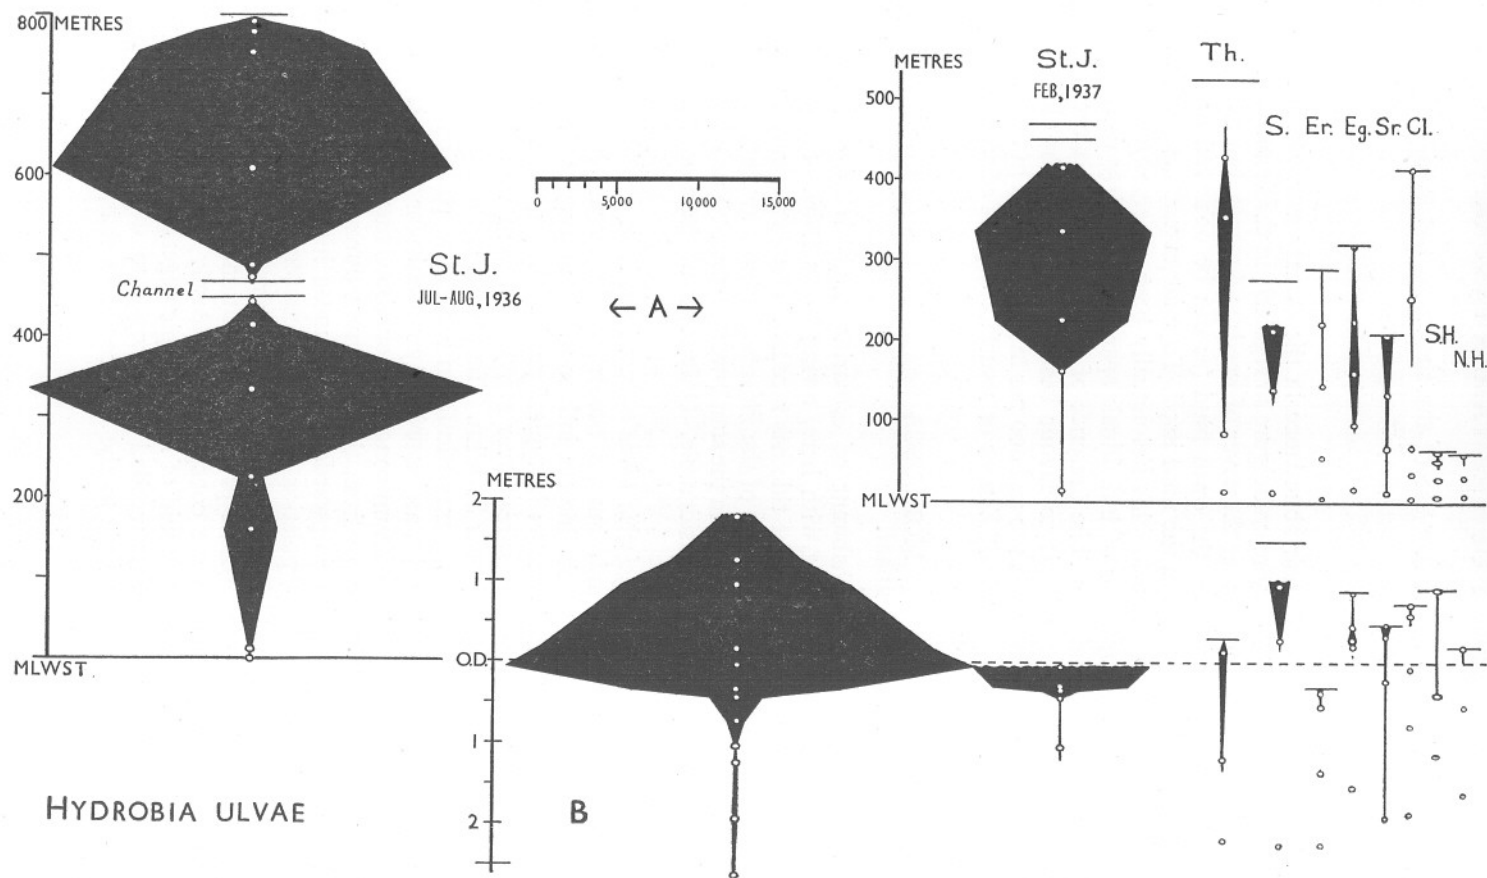 800 METRES
600
Channel
400
200
MLWST
St. J.
JUL-AUG, 1936
0 5,000 10,000 15,000
← A →
METRES
500
400
300
200
100
MLWST
St. J.
FEB, 1937
Th.
S. Er. Eg. Sr. Cl.
S.H.
N.H.
METRES
2
1
O.D.
1
2
B
HYDROBIA ULVAE